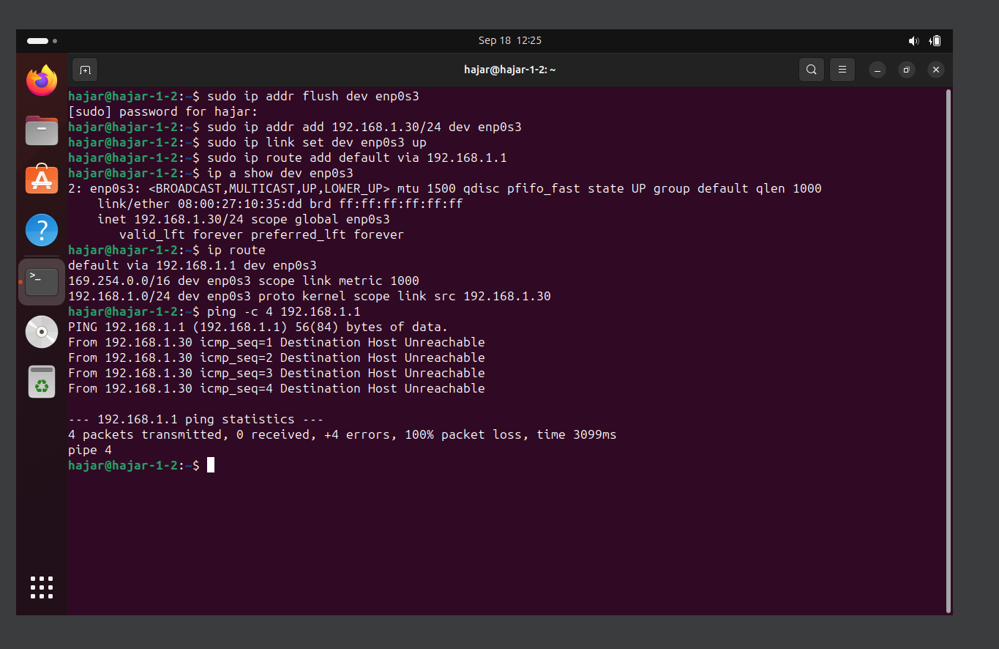 Sep 18 12:25
hajar@hajar-1-2: ~
hajar@hajar-1-2:~$ sudo ip addr flush dev enp0s3
[sudo] password for hajar:
hajar@hajar-1-2:~$ sudo ip addr add 192.168.1.30/24 dev enp0s3
hajar@hajar-1-2:~$ sudo ip link set dev enp0s3 up
hajar@hajar-1-2:~$ sudo ip route add default via 192.168.1.1
hajar@hajar-1-2:~$ ip a show dev enp0s3
2: enp0s3: <BROADCAST,MULTICAST,UP,LOWER_UP> mtu 1500 qdisc pfifo_fast state UP group default qlen 1000
    link/ether 08:00:27:10:35:dd brd ff:ff:ff:ff:ff:ff
    inet 192.168.1.30/24 scope global enp0s3
       valid_lft forever preferred_lft forever
hajar@hajar-1-2:~$ ip route
default via 192.168.1.1 dev enp0s3
169.254.0.0/16 dev enp0s3 scope link metric 1000
192.168.1.0/24 dev enp0s3 proto kernel scope link src 192.168.1.30
hajar@hajar-1-2:~$ ping -c 4 192.168.1.1
PING 192.168.1.1 (192.168.1.1) 56(84) bytes of data.
From 192.168.1.30 icmp_seq=1 Destination Host Unreachable
From 192.168.1.30 icmp_seq=2 Destination Host Unreachable
From 192.168.1.30 icmp_seq=3 Destination Host Unreachable
From 192.168.1.30 icmp_seq=4 Destination Host Unreachable

--- 192.168.1.1 ping statistics ---
4 packets transmitted, 0 received, +4 errors, 100% packet loss, time 3099ms
pipe 4
hajar@hajar-1-2:~$